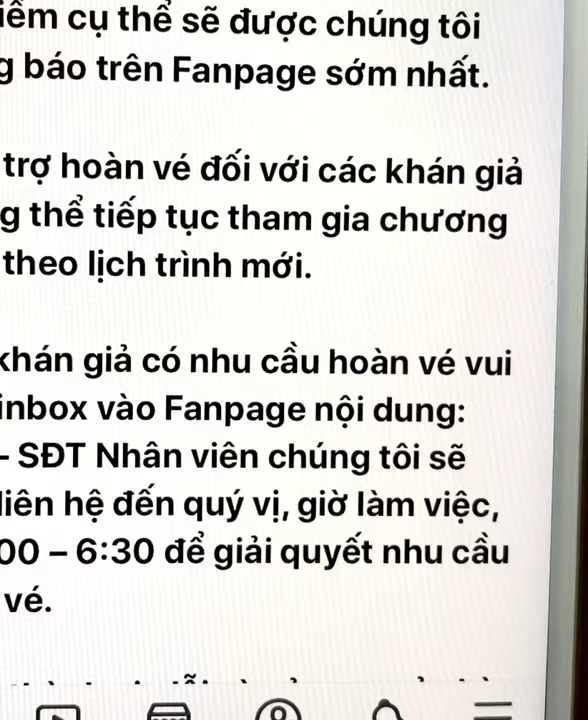 iểm cụ thể sẽ được chúng tôi
g báo trên Fanpage sớm nhất.
trợ hoàn vé đối với các khán giả
g thể tiếp tục tham gia chương
theo lịch trình mới.
khán giả có nhu cầu hoàn vé vui
inbox vào Fanpage nội dung:
- SĐT Nhân viên chúng tôi sẽ
liên hệ đến quý vị, giờ làm việc,
00 – 6:30 để giải quyết nhu cầu
vé.